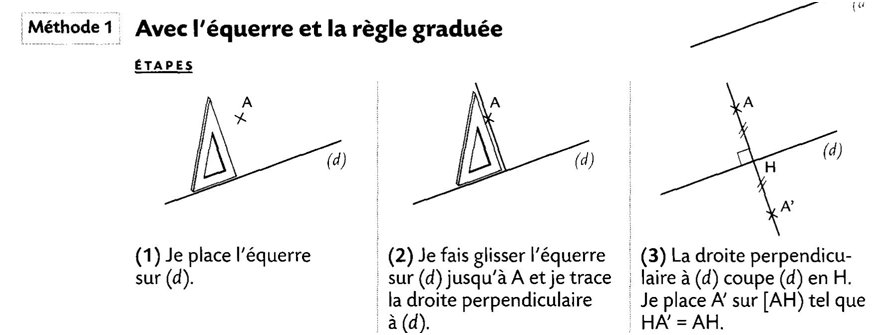 Méthode 1 Avec l'équerre et la règle graduée
ÉTAPES
A
(d)
(1) Je place l'équerre
sur (d).
A
(d)
(2) Je fais glisser l'équerre
sur (d) jusqu'à A et je trace
la droite perpendiculaire
à (d).
A
(d)
H
A'
(3) La droite perpendicu-
laire à (d) coupe (d) en H.
Je place A' sur [AH) tel que
HA' = AH.